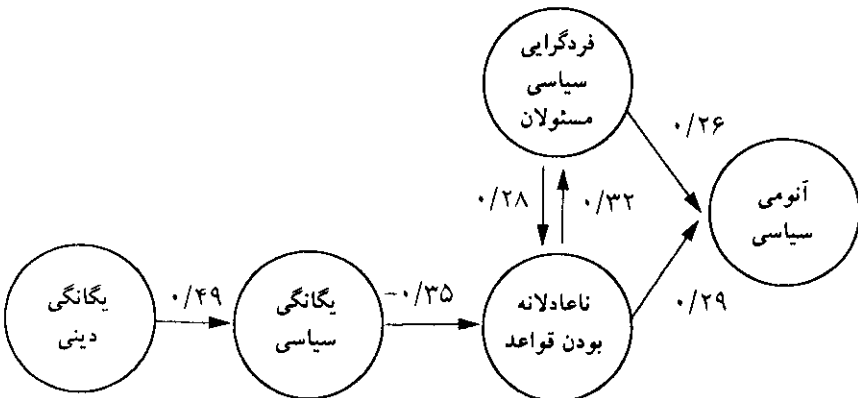 فردگرایی
سیاسی
مسئولان
۰/۲۶
آنومی
سیاسی
۰/۲۸
۰/۳۲
یگانگی
دینی
۰/۴۹
یگانگی
سیاسی
-۰/۳۵
ناعادلانه
بودن قواعد
۰/۲۹